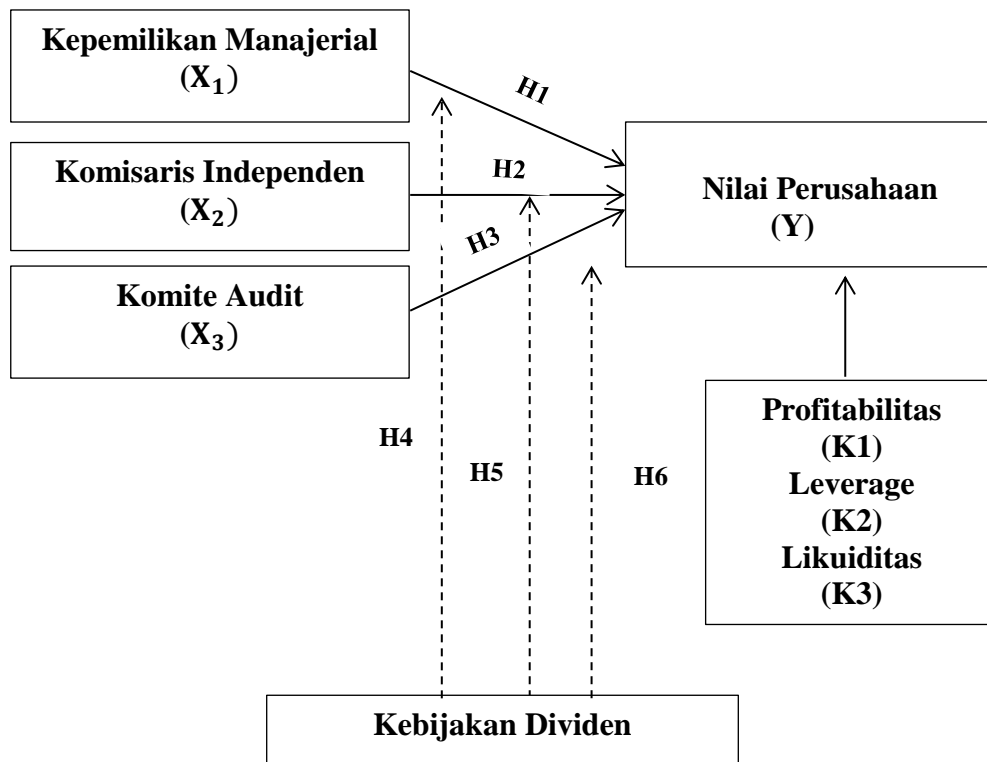 Kepemilikan Manajerial
(X₁)
H1
Komisaris Independen
(X₂)
H2
Nilai Perusahaan
(Y)
H3
Komite Audit
(X₃)
H4
H5
H6
Profitabilitas
(K1)
Leverage
(K2)
Likuiditas
(K3)
Kebijakan Dividen